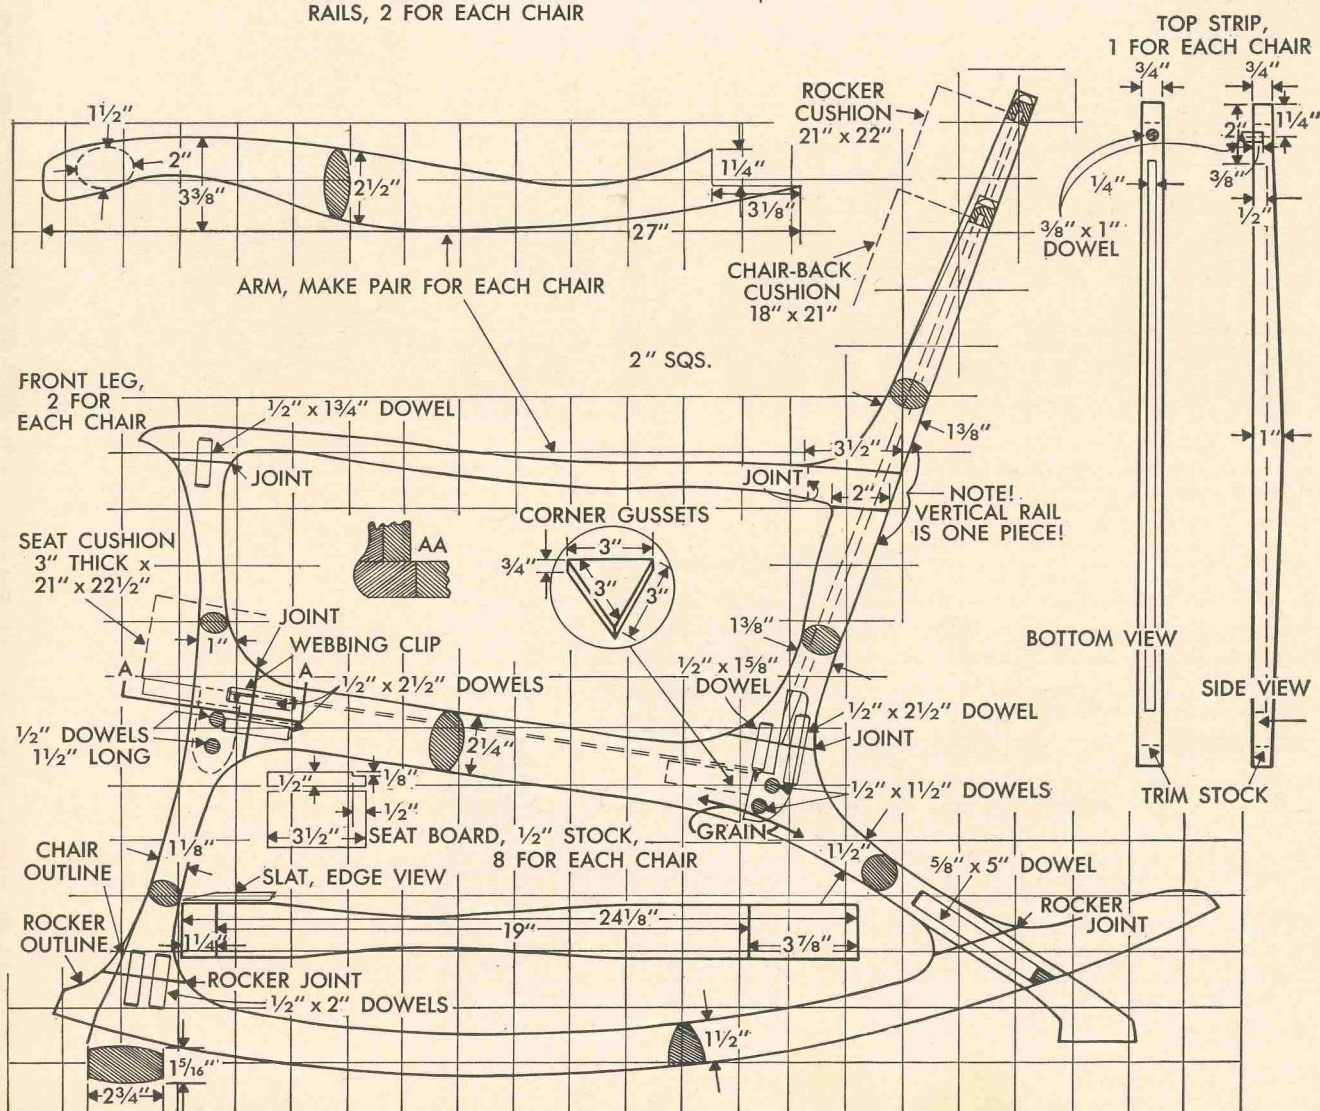 RAILS, 2 FOR EACH CHAIR
TOP STRIP,
1 FOR EACH CHAIR
3/4"
3/4"
1 1/2"
2"
3 3/8"
2 1/2"
1 1/4"
3 1/8"
27"
ROCKER
CUSHION
21" x 22"
2"
1 1/4"
1/4"
3/8"
1/2"
3/8" x 1"
DOWEL
ARM, MAKE PAIR FOR EACH CHAIR
CHAIR-BACK
CUSHION
18" x 21"
2" SQS.
FRONT LEG,
2 FOR
EACH CHAIR
1/2" x 1 3/4" DOWEL
JOINT
3 1/2"
1 3/8"
JOINT
2"
NOTE!
VERTICAL RAIL
IS ONE PIECE!
1"
CORNER GUSSETS
AA
3"
3/4"
3"
3"
SEAT CUSHION
3" THICK x
21" x 22 1/2"
JOINT
1"
WEBBING CLIP
A
A
1/2" x 2 1/2" DOWELS
1 3/8"
1/2" x 1 5/8"
DOWEL
BOTTOM VIEW
SIDE VIEW
1/2" DOWELS
1 1/2" LONG
2 1/4"
1/2" x 2 1/2" DOWEL
JOINT
1/2"
1/8"
1/2"
3 1/2"
1/2" x 1 1/2" DOWELS
TRIM STOCK
GRAIN
SEAT BOARD, 1/2" STOCK,
8 FOR EACH CHAIR
CHAIR
OUTLINE
1 1/8"
1 1/2"
5/8" x 5" DOWEL
SLAT, EDGE VIEW
ROCKER
JOINT
ROCKER
OUTLINE
24 1/8"
19"
1 1/4"
3 7/8"
ROCKER JOINT
1/2" x 2" DOWELS
1 1/2"
1 5/16"
2 3/4"